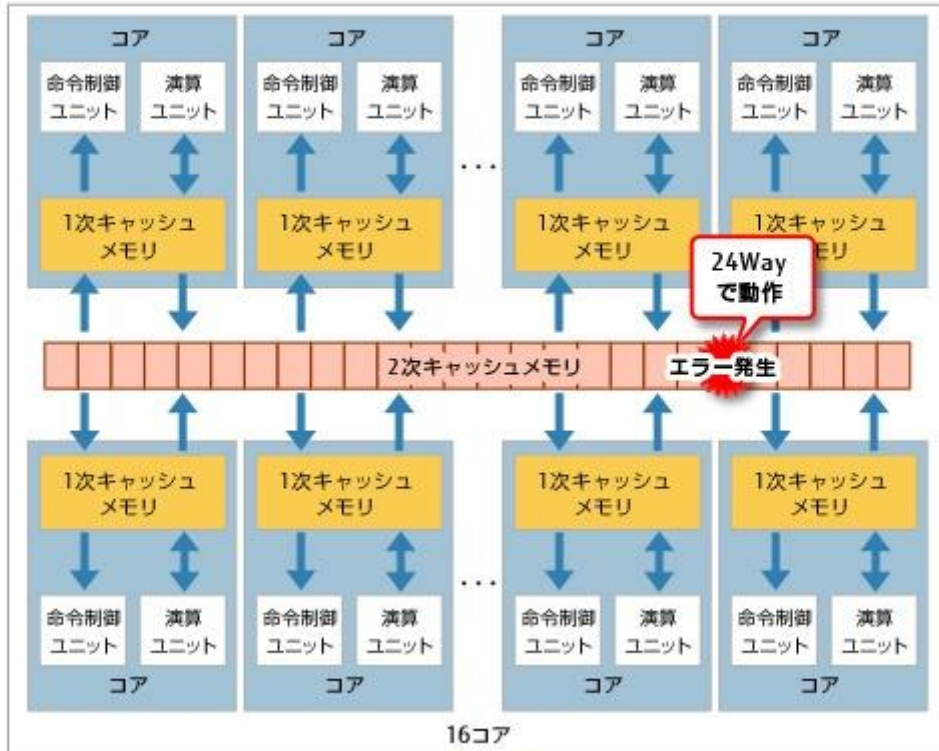 コア
コア
コア
コア
命令制御
ユニット
演算
ユニット
命令制御
ユニット
演算
ユニット
命令制御
ユニット
演算
ユニット
命令制御
ユニット
演算
ユニット
...
1次キャッシュ
メモリ
1次キャッシュ
メモリ
1次キャッシュ
メモリ
1次キャッシュ
メモリ
24Way
で動作
2次キャッシュメモリ
エラー発生
1次キャッシュ
メモリ
1次キャッシュ
メモリ
1次キャッシュ
メモリ
1次キャッシュ
メモリ
...
命令制御
ユニット
演算
ユニット
命令制御
ユニット
演算
ユニット
命令制御
ユニット
演算
ユニット
命令制御
ユニット
演算
ユニット
コア
コア
コア
コア
16コア